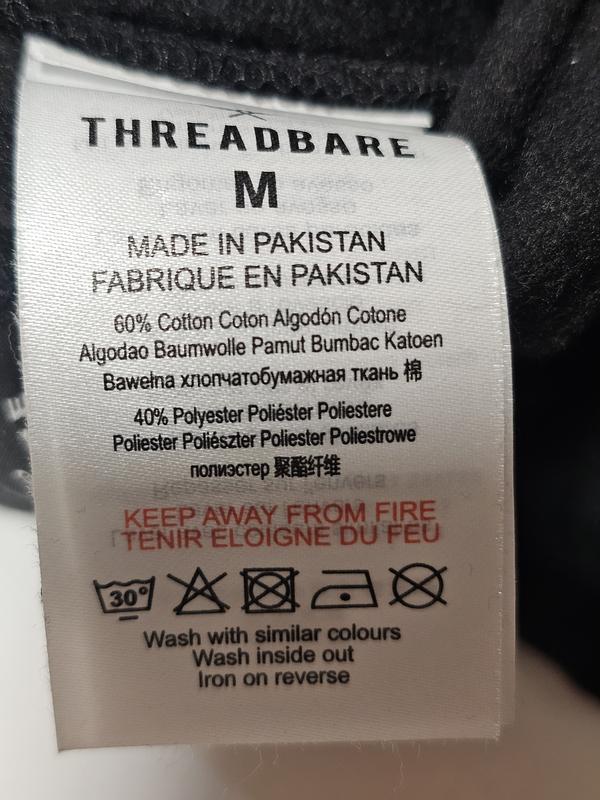 THREADBARE
M
MADE IN PAKISTAN
FABRIQUE EN PAKISTAN
60% Cotton Coton Algodón Cotone
Algodao Baumwolle Pamut Bumbac Katoen
Bawełna хлопчатобумажная ткань 棉
40% Polyester Poliéster Poliestere
Poliester Poliészter Poliester Poliestrowe
полиэстер 聚酯纤维
KEEP AWAY FROM FIRE
TENIR ELOIGNE DU FEU
30°
Wash with similar colours
Wash inside out
Iron on reverse